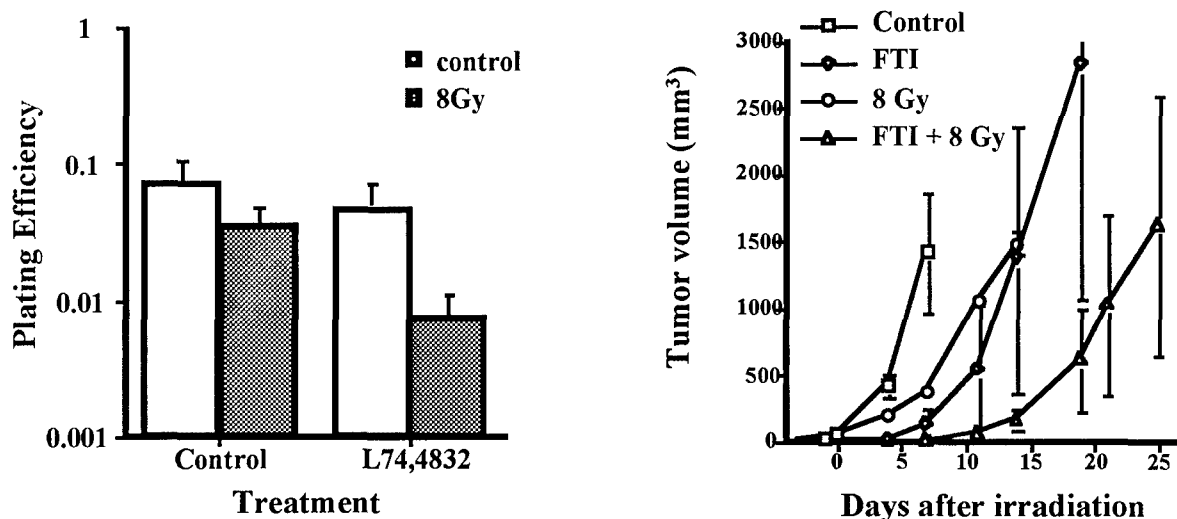 1
0.1
0.01
0.001
Plating Efficiency
control
8Gy
Control
L74,4832
Treatment
Control
FTI
8 Gy
FTI + 8 Gy
3000
2500
2000
1500
1000
500
0
Tumor volume (mm³)
0
5
10
15
20
25
Days after irradiation